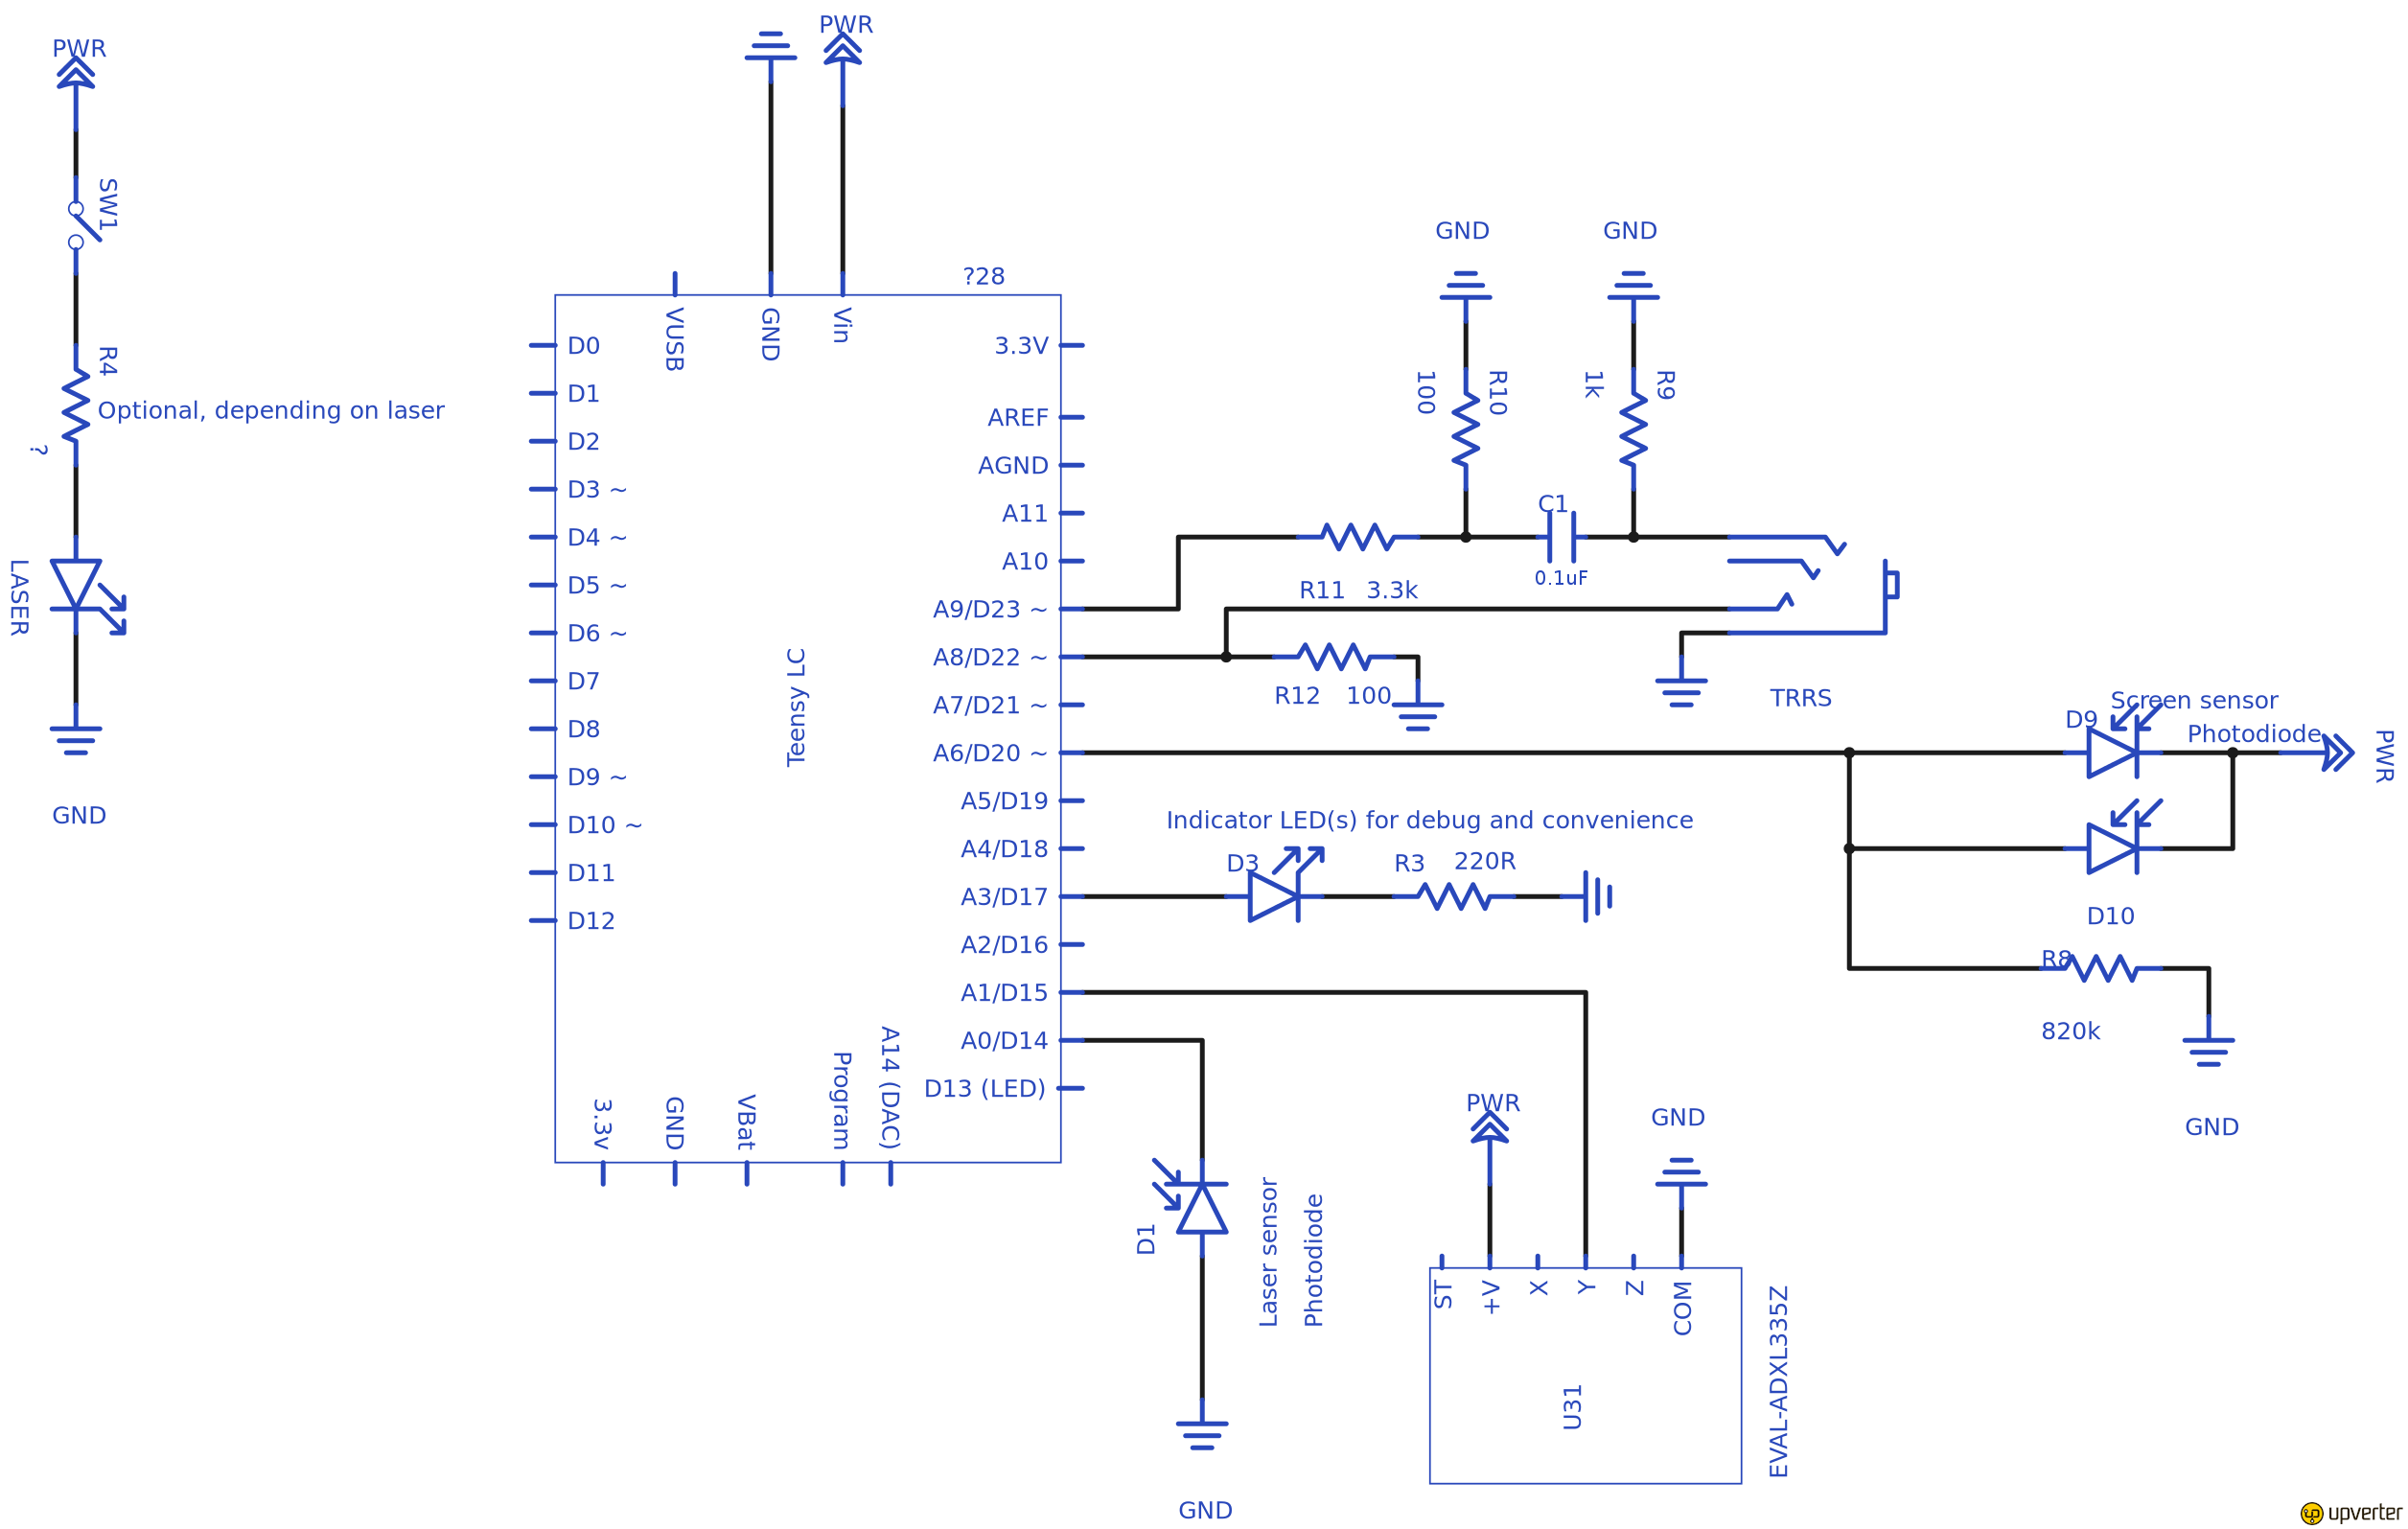 PWR
SW1
R4
Optional, depending on laser
?
LASER
GND
PWR
?28
VUSB
GND
Vin
D0
D1
D2
D3 ~
D4 ~
D5 ~
D6 ~
D7
D8
D9 ~
D10 ~
D11
D12
Teensy LC
3.3V
AREF
AGND
A11
A10
A9/D23 ~
A8/D22 ~
A7/D21 ~
A6/D20 ~
A5/D19
A4/D18
A3/D17
A2/D16
A1/D15
A0/D14
D13 (LED)
3.3v
GND
VBat
Program
A14 (DAC)
GND
GND
100
R10
1k
R9
C1
0.1uF
R11 3.3k
R12 100
TRRS
Screen sensor
D9
Photodiode
PWR
D10
R8
820k
GND
Indicator LED(s) for debug and convenience
D3
R3
220R
D1
Laser sensor
Photodiode
GND
PWR
GND
ST
+V
X
Y
Z
COM
U31
EVAL-ADXL335Z
upverter